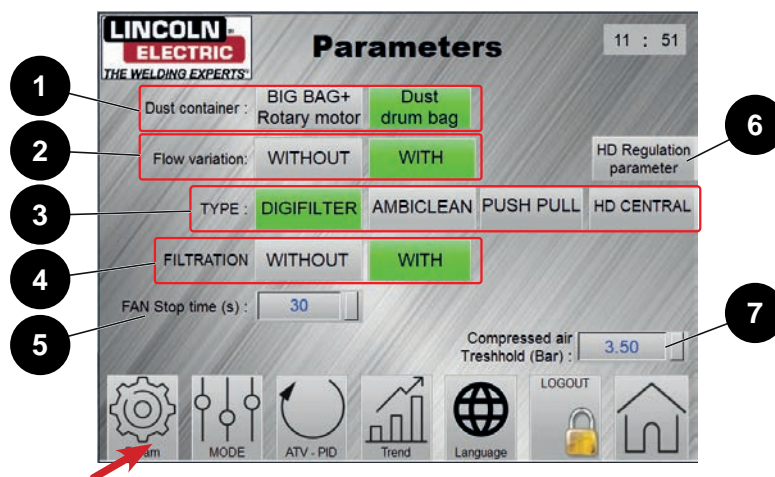 LINCOLN
ELECTRIC
THE WELDING EXPERTS
Parameters
11 : 51
1
Dust container :
BIG BAG+
Rotary motor
Dust
drum bag
2
Flow variation:
WITHOUT
WITH
HD Regulation
parameter
6
3
TYPE :
DIGIFILTER
AMBICLEAN
PUSH PULL
HD CENTRAL
4
FILTRATION
WITHOUT
WITH
5
FAN Stop time (s) :
30
Compressed air
Treshhold (Bar) :
3.50
7
MODE
ATV - PID
Trend
Language
LOGOUT